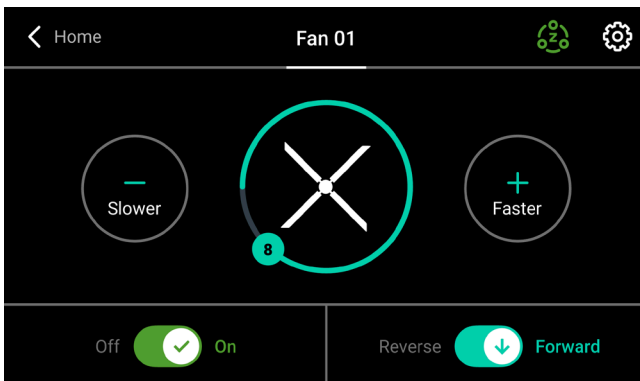 Home
Fan 01
z
−
Slower
8
+
Faster
Off
On
Reverse
Forward